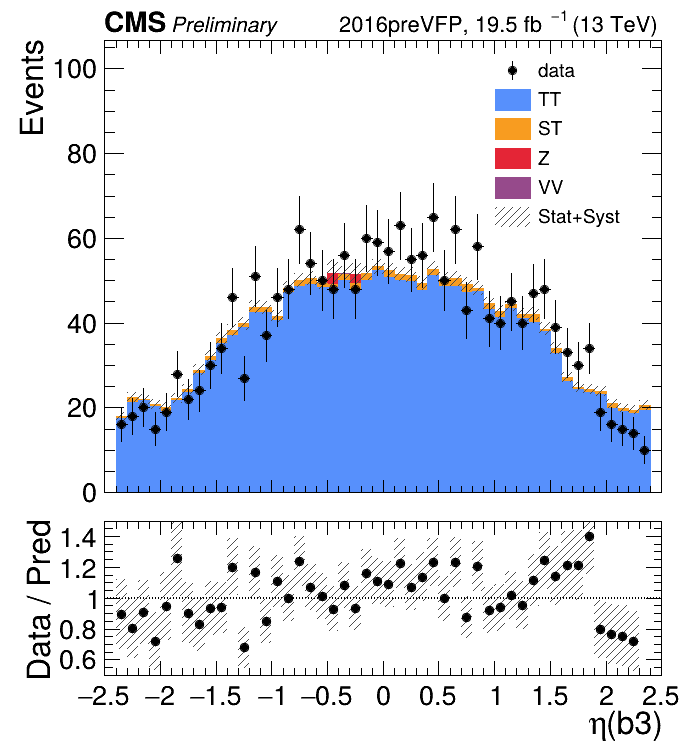 CMS Preliminary 2016preVFP, 19.5 fb⁻¹ (13 TeV)
Events
100
80
60
40
20
0
data
TT
ST
Z
VV
Stat+Syst
Data / Pred
1.4
1.2
1
0.8
0.6
−2.5 −2 −1.5 −1 −0.5 0 0.5 1 1.5 2 2.5
η(b3)